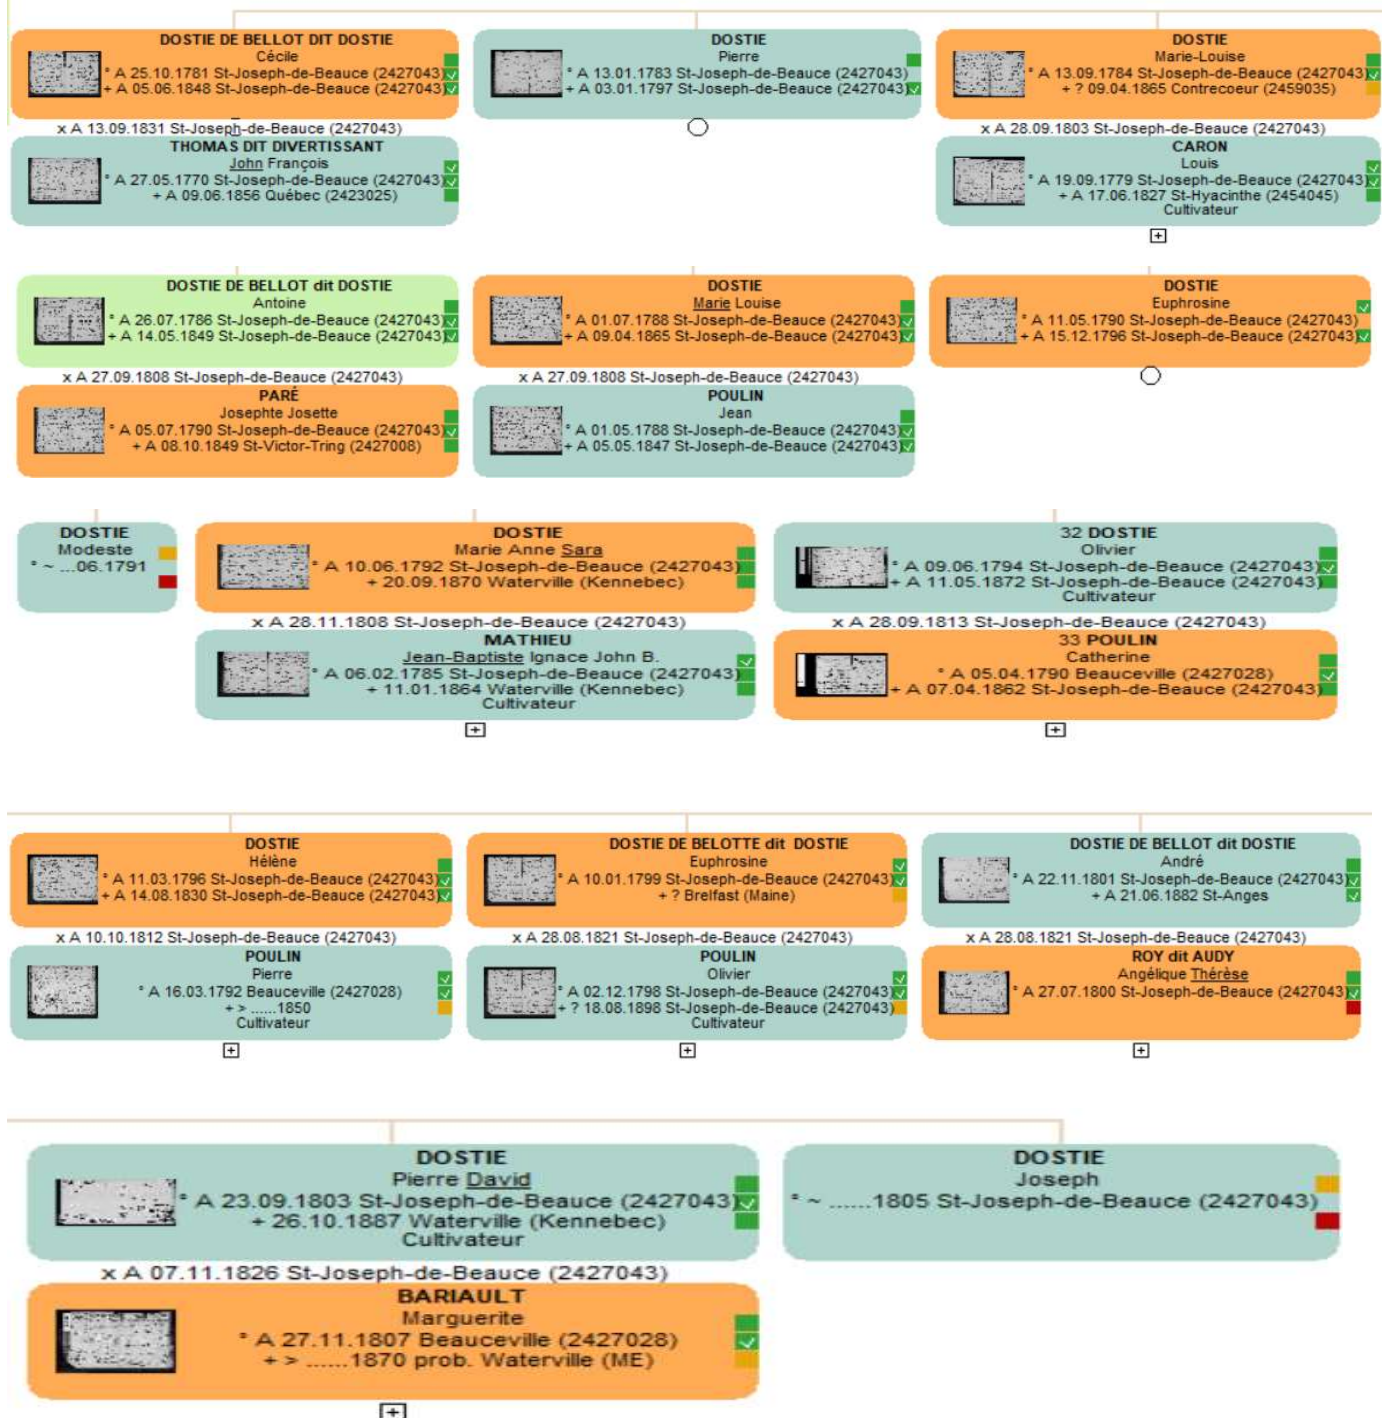 DOSTIE DE BELLOT DIT DOSTIE
Cécile
° A 25.10.1781 St-Joseph-de-Beauce (2427043)
+ A 05.06.1848 St-Joseph-de-Beauce (2427043)
x A 13.09.1831 St-Joseph-de-Beauce (2427043)
THOMAS DIT DIVERTISSANT
John François
° A 27.05.1770 St-Joseph-de-Beauce (2427043)
+ A 09.06.1856 Québec (2423025)
DOSTIE
Pierre
° A 13.01.1783 St-Joseph-de-Beauce (2427043)
+ A 03.01.1797 St-Joseph-de-Beauce (2427043)
DOSTIE
Marie-Louise
° A 13.09.1784 St-Joseph-de-Beauce (2427043)
+ ? 09.04.1865 Contrecoeur (2459035)
x A 28.09.1803 St-Joseph-de-Beauce (2427043)
CARON
Louis
° A 19.09.1779 St-Joseph-de-Beauce (2427043)
+ A 17.06.1827 St-Hyacinthe (2454045)
Cultivateur
DOSTIE DE BELLOT dit DOSTIE
Antoine
° A 26.07.1786 St-Joseph-de-Beauce (2427043)
+ A 14.05.1849 St-Joseph-de-Beauce (2427043)
x A 27.09.1808 St-Joseph-de-Beauce (2427043)
PARÉ
Josephte Josette
° A 05.07.1790 St-Joseph-de-Beauce (2427043)
+ A 08.10.1849 St-Victor-Tring (2427008)
DOSTIE
Marie Louise
° A 01.07.1788 St-Joseph-de-Beauce (2427043)
+ A 09.04.1865 St-Joseph-de-Beauce (2427043)
x A 27.09.1808 St-Joseph-de-Beauce (2427043)
POULIN
Jean
° A 01.05.1788 St-Joseph-de-Beauce (2427043)
+ A 05.05.1847 St-Joseph-de-Beauce (2427043)
DOSTIE
Euphrosine
° A 11.05.1790 St-Joseph-de-Beauce (2427043)
+ A 15.12.1796 St-Joseph-de-Beauce (2427043)
DOSTIE
Modeste
° ~ ...06.1791
DOSTIE
Marie Anne Sara
° A 10.06.1792 St-Joseph-de-Beauce (2427043)
+ 20.09.1870 Waterville (Kennebec)
x A 28.11.1808 St-Joseph-de-Beauce (2427043)
MATHIEU
Jean-Baptiste Ignace John B.
° A 06.02.1785 St-Joseph-de-Beauce (2427043)
+ 11.01.1864 Waterville (Kennebec)
Cultivateur
32 DOSTIE
Olivier
° A 09.06.1794 St-Joseph-de-Beauce (2427043)
+ A 11.05.1872 St-Joseph-de-Beauce (2427043)
Cultivateur
x A 28.09.1813 St-Joseph-de-Beauce (2427043)
33 POULIN
Catherine
° A 05.04.1790 Beauceville (2427028)
+ A 07.04.1862 St-Joseph-de-Beauce (2427043)
DOSTIE
Hélène
° A 11.03.1796 St-Joseph-de-Beauce (2427043)
+ A 14.08.1830 St-Joseph-de-Beauce (2427043)
x A 10.10.1812 St-Joseph-de-Beauce (2427043)
POULIN
Pierre
° A 16.03.1792 Beauceville (2427028)
+ > ......1850
Cultivateur
DOSTIE DE BELOTTE dit DOSTIE
Euphrosine
° A 10.01.1799 St-Joseph-de-Beauce (2427043)
+ ? Brelfast (Maine)
x A 28.08.1821 St-Joseph-de-Beauce (2427043)
POULIN
Olivier
° A 02.12.1798 St-Joseph-de-Beauce (2427043)
+ ? 18.08.1898 St-Joseph-de-Beauce (2427043)
Cultivateur
DOSTIE DE BELLOT dit DOSTIE
André
° A 22.11.1801 St-Joseph-de-Beauce (2427043)
+ A 21.06.1882 St-Anges
x A 28.08.1821 St-Joseph-de-Beauce (2427043)
ROY dit AUDY
Angélique Thérèse
° A 27.07.1800 St-Joseph-de-Beauce (2427043)
DOSTIE
Pierre David
° A 23.09.1803 St-Joseph-de-Beauce (2427043)
+ 26.10.1887 Waterville (Kennebec)
Cultivateur
x A 07.11.1826 St-Joseph-de-Beauce (2427043)
BARIAULT
Marguerite
° A 27.11.1807 Beauceville (2427028)
+ > ......1870 prob. Waterville (ME)
DOSTIE
Joseph
° ~ ......1805 St-Joseph-de-Beauce (2427043)